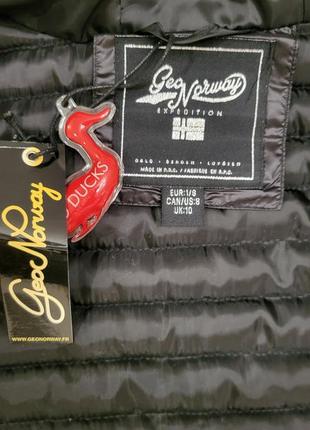 Geo
Norway
EXPEDITION
OSLO • BERGEN • LOFOTEN
MADE IN P.R.C. / FABRIQUÉ EN R.P.C.
EUR:1/S
CAN/US:8
UK:10
DUCKS
Geo Norway
WWW.GEONORWAY.FR